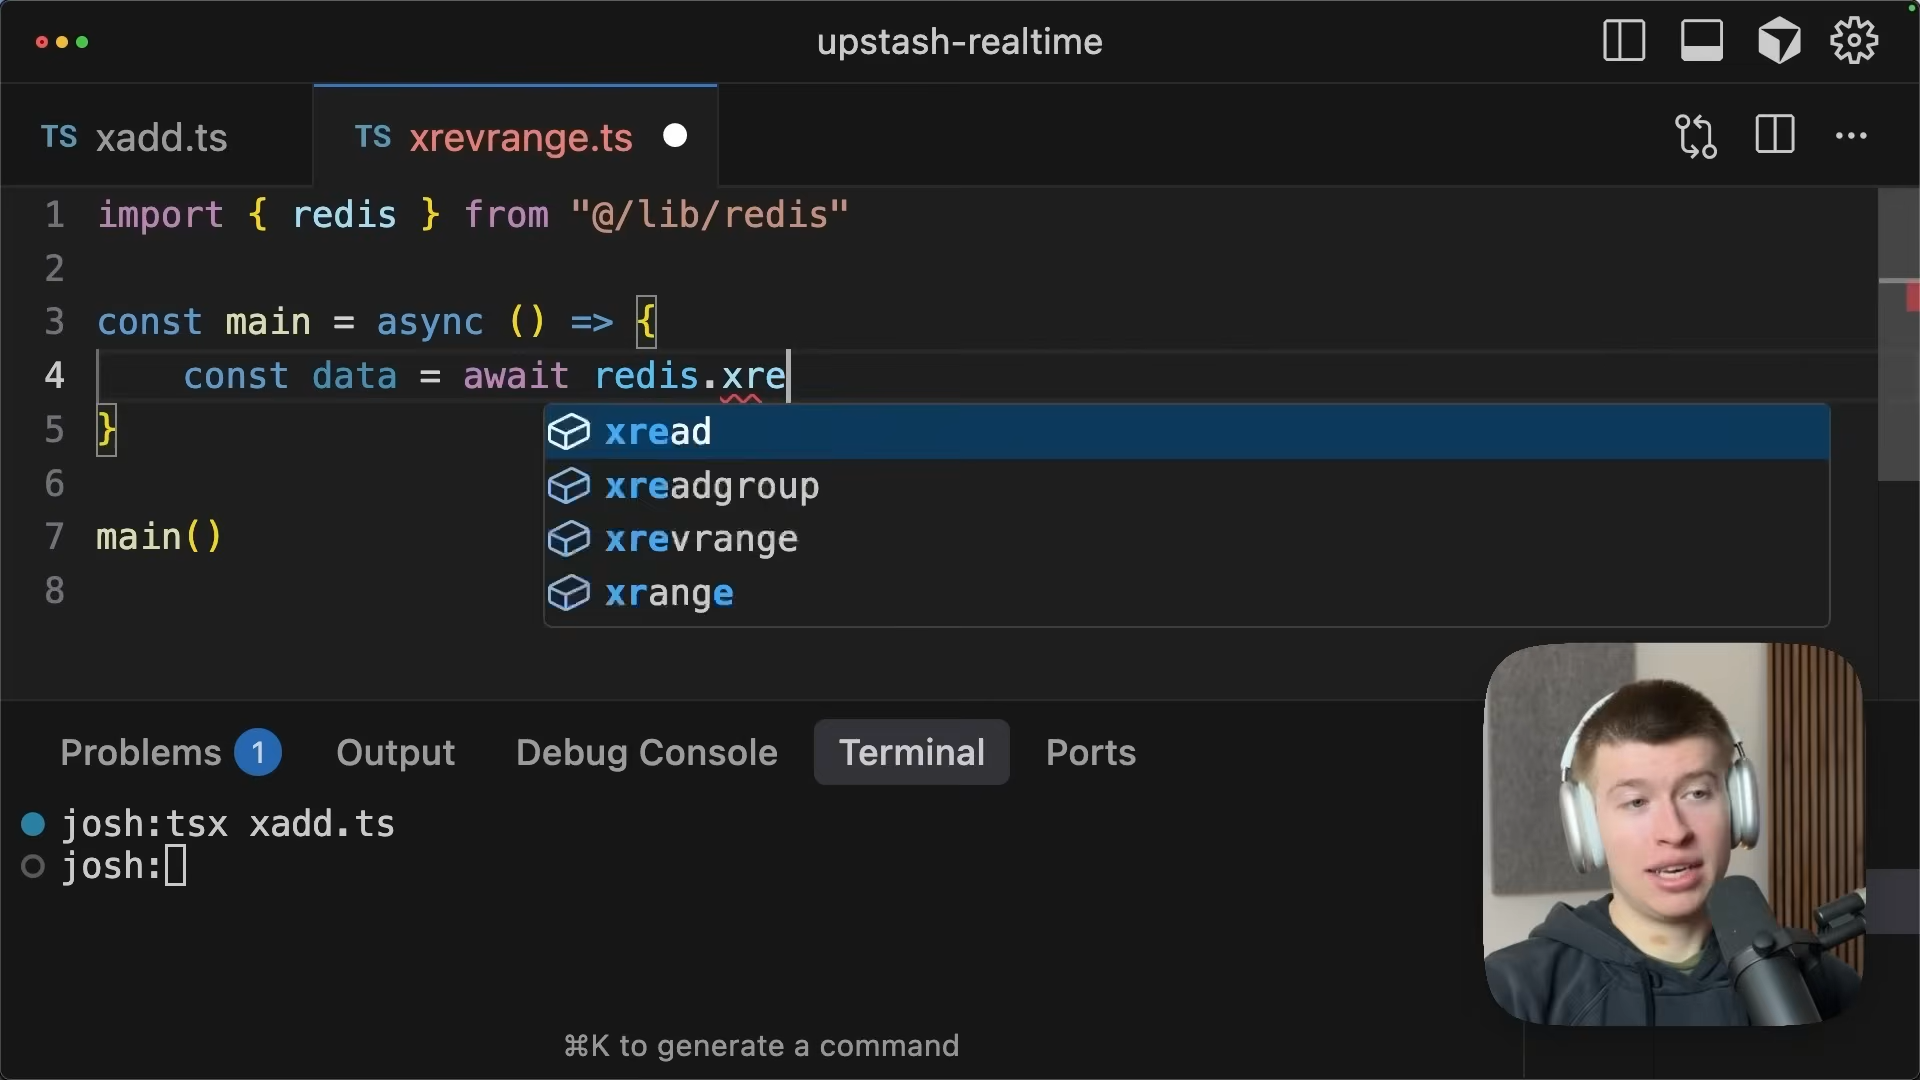 upstash-realtime
TS xadd.ts
TS xrevrange.ts
1 import { redis } from "@/lib/redis"
2
3 const main = async () => {
4 const data = await redis.xre
5 }
6
7 main()
8
xread
xreadgroup
xrevrange
xrange
Problems 1 Output Debug Console Terminal Ports
josh:tsx xadd.ts
josh:
⌘K to generate a command